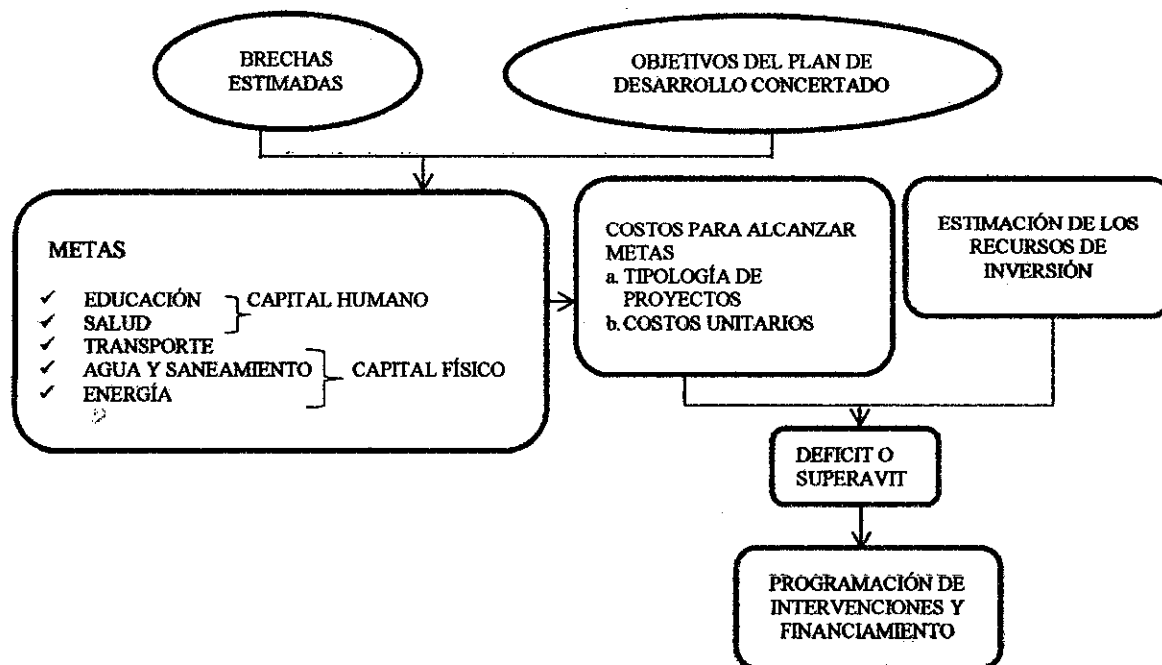 BRECHAS
ESTIMADAS
OBJETIVOS DEL PLAN DE
DESARROLLO CONCERTADO
METAS
✓ EDUCACIÓN
✓ SALUD
CAPITAL HUMANO
✓ TRANSPORTE
✓ AGUA Y SANEAMIENTO
✓ ENERGÍA
CAPITAL FÍSICO
COSTOS PARA ALCANZAR
METAS
a. TIPOLOGÍA DE
PROYECTOS
b. COSTOS UNITARIOS
ESTIMACIÓN DE LOS
RECURSOS DE
INVERSIÓN
DEFICIT O
SUPERAVIT
PROGRAMACIÓN DE
INTERVENCIONES Y
FINANCIAMIENTO